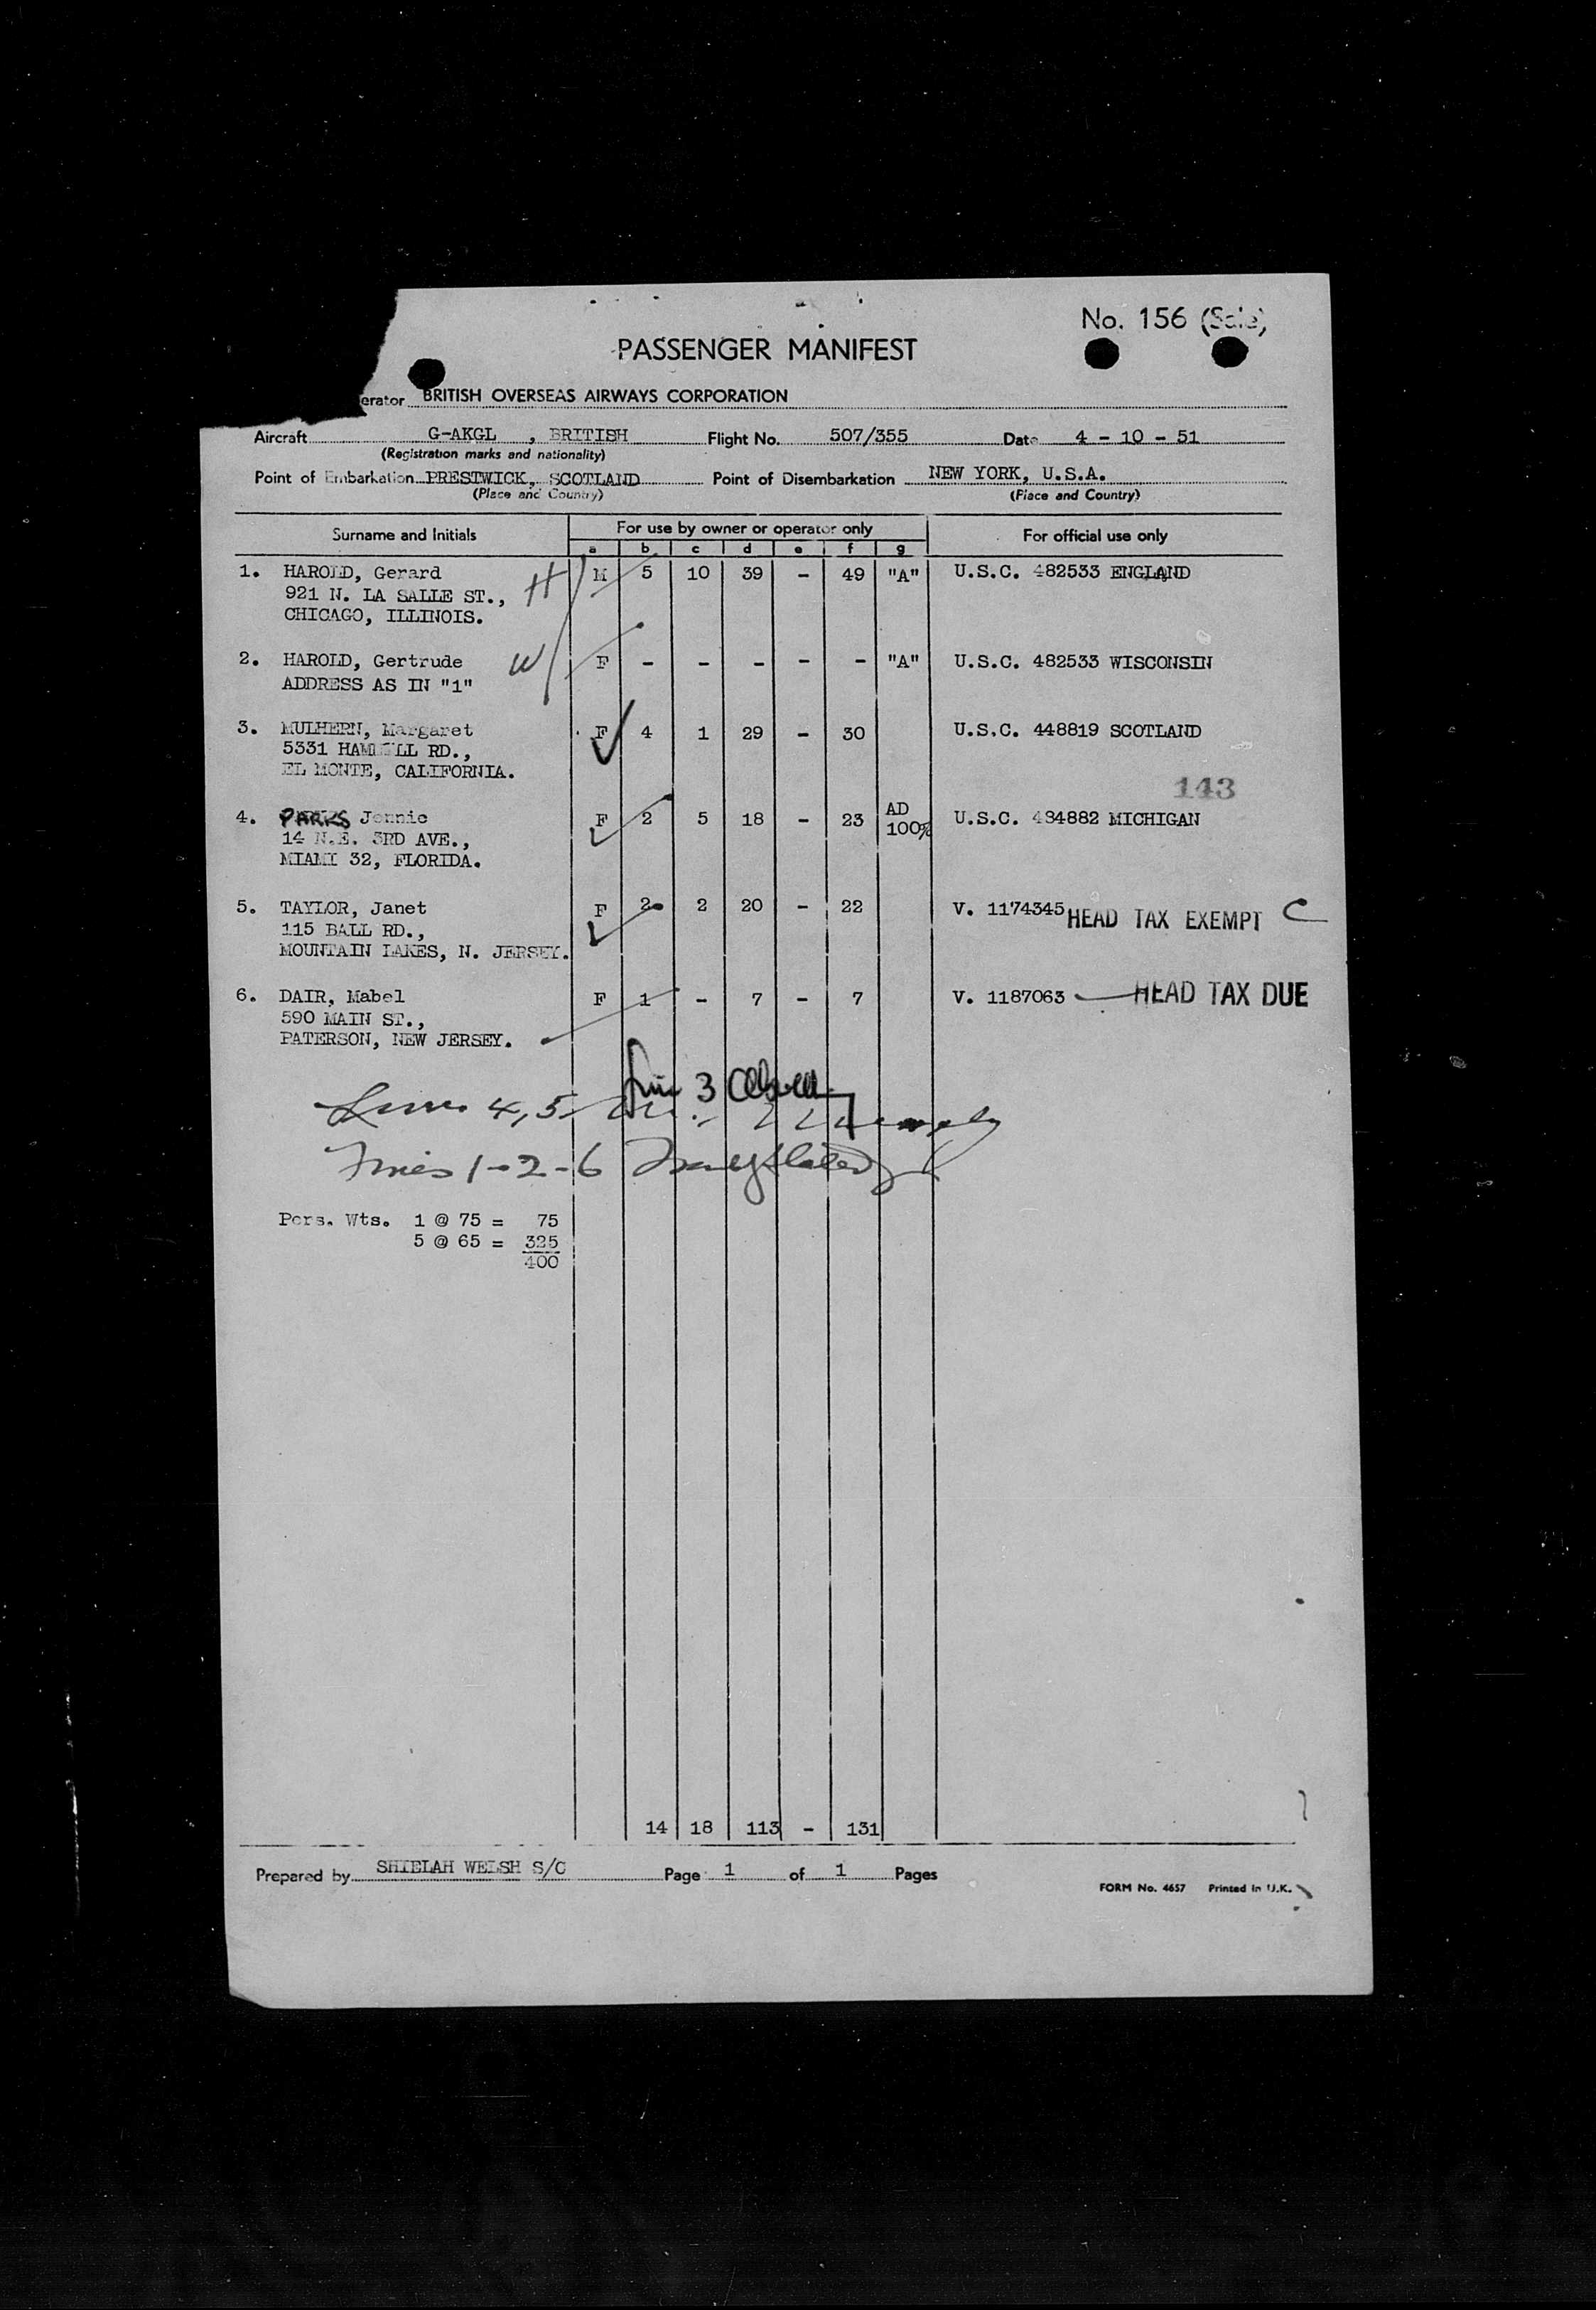 No. 156 (Sale)
PASSENGER MANIFEST
erator BRITISH OVERSEAS AIRWAYS CORPORATION
Aircraft G-AKGL , BRITISH Flight No. 507/355 Date 4 - 10 - 51
(Registration marks and nationality)
Point of Embarkation PRESTWICK, SCOTLAND Point of Disembarkation NEW YORK, U.S.A.
(Place and Country) (Place and Country)
Surname and Initials For use by owner or operator only For official use only
a b c d e f g
1. HAROLD, Gerard H M 5 10 39 - 49 "A" U.S.C. 482533 ENGLAND
921 N. LA SALLE ST.,
CHICAGO, ILLINOIS.
2. HAROLD, Gertrude W F - - - - - "A" U.S.C. 482533 WISCONSIN
ADDRESS AS IN "1"
3. MULHERN, Margaret F 4 1 29 - 30 U.S.C. 448819 SCOTLAND
5331 RD.,
EL MONTE, CALIFORNIA.
143
4. PARKS Jennie F 2 5 18 - 23 AD 100% U.S.C. 484882 MICHIGAN
14 N.E. 3RD AVE.,
MIAMI 32, FLORIDA.
5. TAYLOR, Janet F 2 2 20 - 22 V. 1174345 HEAD TAX EXEMPT C
115 BALL RD.,
MOUNTAIN LAKES, N. JERSEY.
6. DAIR, Mabel F 1 - 7 - 7 V. 1187063 HEAD TAX DUE
590 MAIN ST.,
PATERSON, NEW JERSEY.
3
4, 5
1-2-6
Pers. Wts. 1 @ 75 = 75
5 @ 65 = 325
400
14 18 113 - 131
Prepared by SHIELAH WELSH S/C Page 1 of 1 Pages
FORM No. 4657 Printed in U.K.